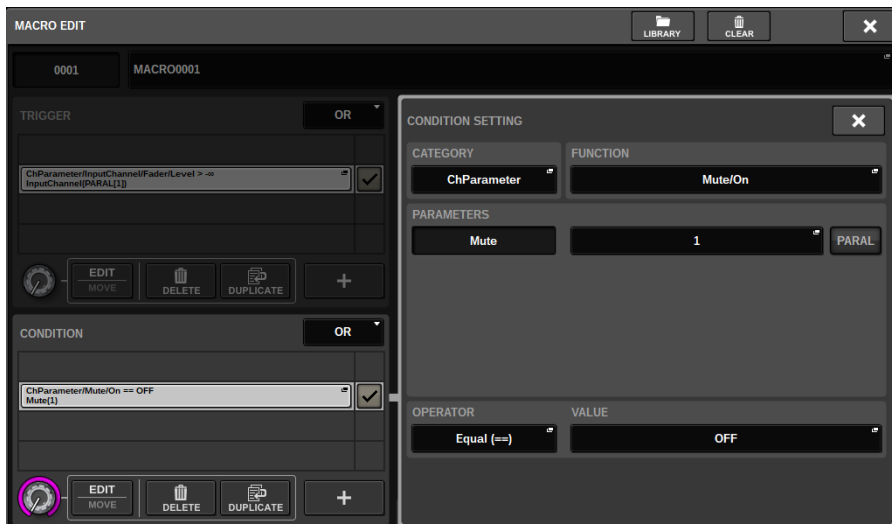 MACRO EDIT
LIBRARY
CLEAR
0001
MACRO0001
TRIGGER
OR
ChParameter/InputChannel/Fader/Level > -∞
InputChannel(PARAL[1])
EDIT
MOVE
DELETE
DUPLICATE
CONDITION
OR
ChParameter/Mute/On == OFF
Mute(1)
EDIT
MOVE
DELETE
DUPLICATE
CONDITION SETTING
CATEGORY
FUNCTION
ChParameter
Mute/On
PARAMETERS
Mute
1
PARAL
OPERATOR
VALUE
Equal (==)
OFF